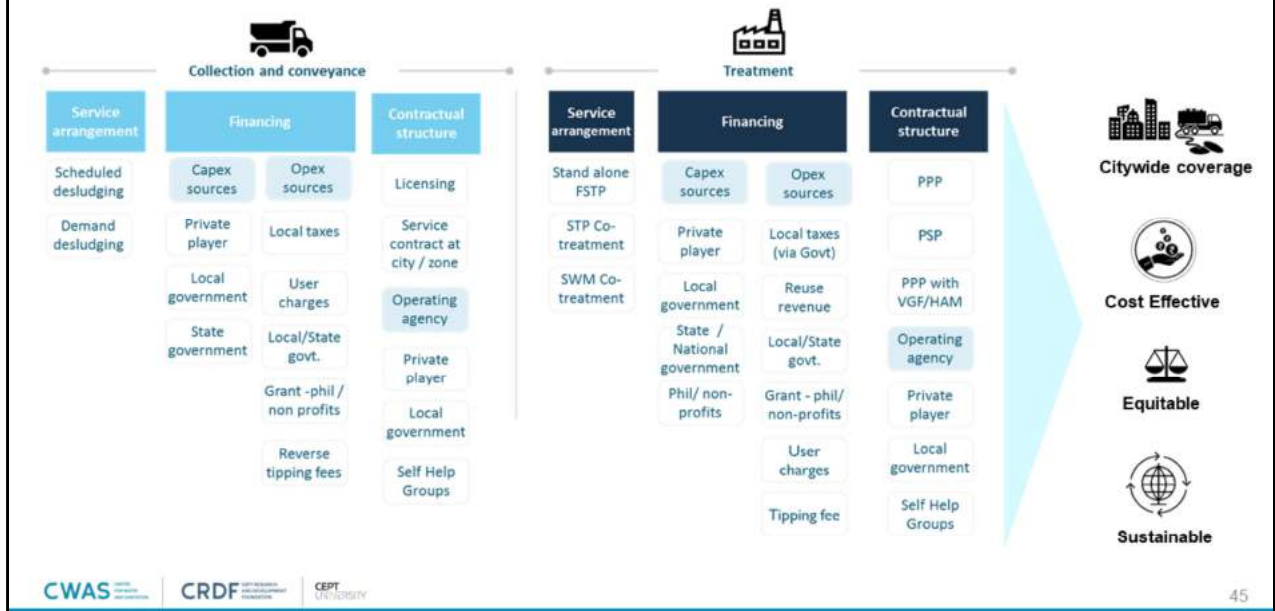 Collection and conveyance
Service
arrangement
Financing
Contractual
structure
Scheduled
desludging
Demand
desludging
Capex
sources
Private
player
Local
government
State
government
Opex
sources
Local taxes
User
charges
Local/State
govt.
Grant -phil /
non profits
Reverse
tipping fees
Licensing
Service
contract at
city / zone
Operating
agency
Private
player
Local
government
Self Help
Groups
Treatment
Service
arrangement
Financing
Contractual
structure
Stand alone
FSTP
STP Co-
treatment
SWM Co-
treatment
Capex
sources
Private
player
Local
government
State /
National
government
Phil/ non-
profits
Opex
sources
Local taxes
(via Govt)
Reuse
revenue
Local/State
govt.
Grant - phil/
non-profits
User
charges
Tipping fee
PPP
PSP
PPP with
VGF/HAM
Operating
agency
Private
player
Local
government
Self Help
Groups
Citywide coverage
Cost Effective
Equitable
Sustainable
CWAS
CRDF
CEPT
UNIVERSITY
45